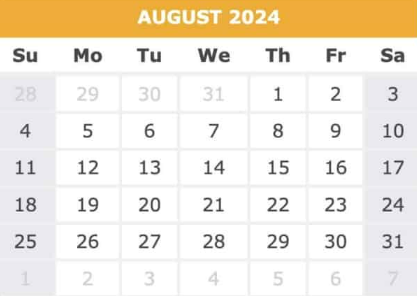 AUGUST 2024
Su Mo Tu We Th Fr Sa
28 29 30 31 1 2 3
4 5 6 7 8 9 10
11 12 13 14 15 16 17
18 19 20 21 22 23 24
25 26 27 28 29 30 31
1 2 3 4 5 6 7